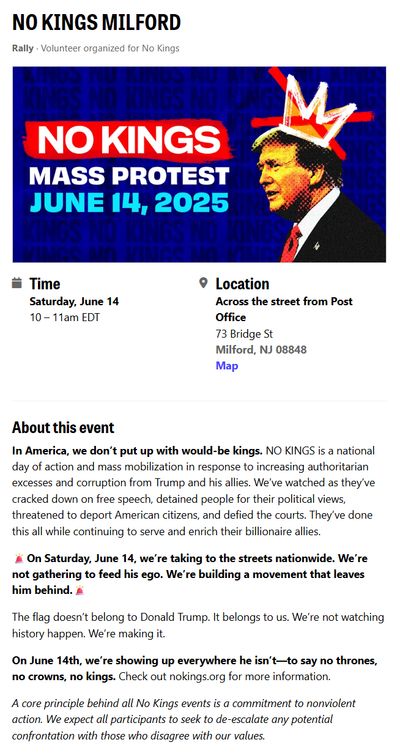 NO KINGS MILFORD
Rally · Volunteer organized for No Kings
NO KINGS
MASS PROTEST
JUNE 14, 2025
Time
Saturday, June 14
10 – 11am EDT
Location
Across the street from Post
Office
73 Bridge St
Milford, NJ 08848
Map
About this event
In America, we don’t put up with would-be kings. NO KINGS is a national
day of action and mass mobilization in response to increasing authoritarian
excesses and corruption from Trump and his allies. We’ve watched as they’ve
cracked down on free speech, detained people for their political views,
threatened to deport American citizens, and defied the courts. They’ve done
this all while continuing to serve and enrich their billionaire allies.
🚨 On Saturday, June 14, we’re taking to the streets nationwide. We’re
not gathering to feed his ego. We’re building a movement that leaves
him behind. 🚨
The flag doesn’t belong to Donald Trump. It belongs to us. We’re not watching
history happen. We’re making it.
On June 14th, we’re showing up everywhere he isn’t—to say no thrones,
no crowns, no kings. Check out nokings.org for more information.
A core principle behind all No Kings events is a commitment to nonviolent
action. We expect all participants to seek to de-escalate any potential
confrontation with those who disagree with our values.